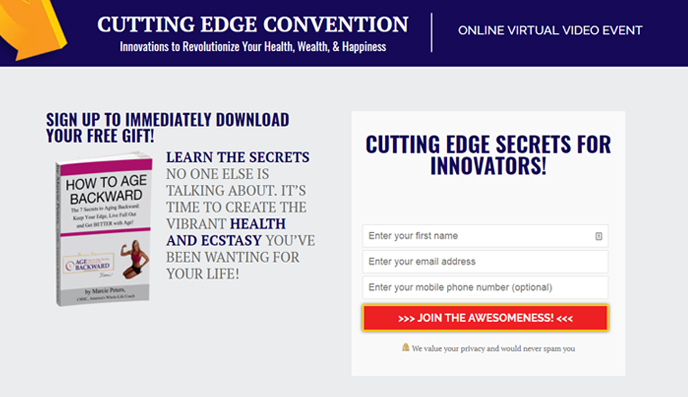 CUTTING EDGE CONVENTION
Innovations to Revolutionize Your Health, Wealth, & Happiness
ONLINE VIRTUAL VIDEO EVENT
SIGN UP TO IMMEDIATELY DOWNLOAD
YOUR FREE GIFT!
HOW TO AGE
BACKWARD
The 7 Secrets to Aging Backward:
Keep Your Edge, Live Full Out
and Get BETTER with Age!
AGE
BACKWARD
by Marcie Peters,
CHHC, America's Whole-Life Coach
LEARN THE SECRETS
NO ONE ELSE IS
TALKING ABOUT. IT'S
TIME TO CREATE THE
VIBRANT HEALTH
AND ECSTASY YOU'VE
BEEN WANTING FOR
YOUR LIFE!
CUTTING EDGE SECRETS FOR
INNOVATORS!
Enter your first name
Enter your email address
Enter your mobile phone number (optional)
>>> JOIN THE AWESOMENESS! <<<
We value your privacy and would never spam you